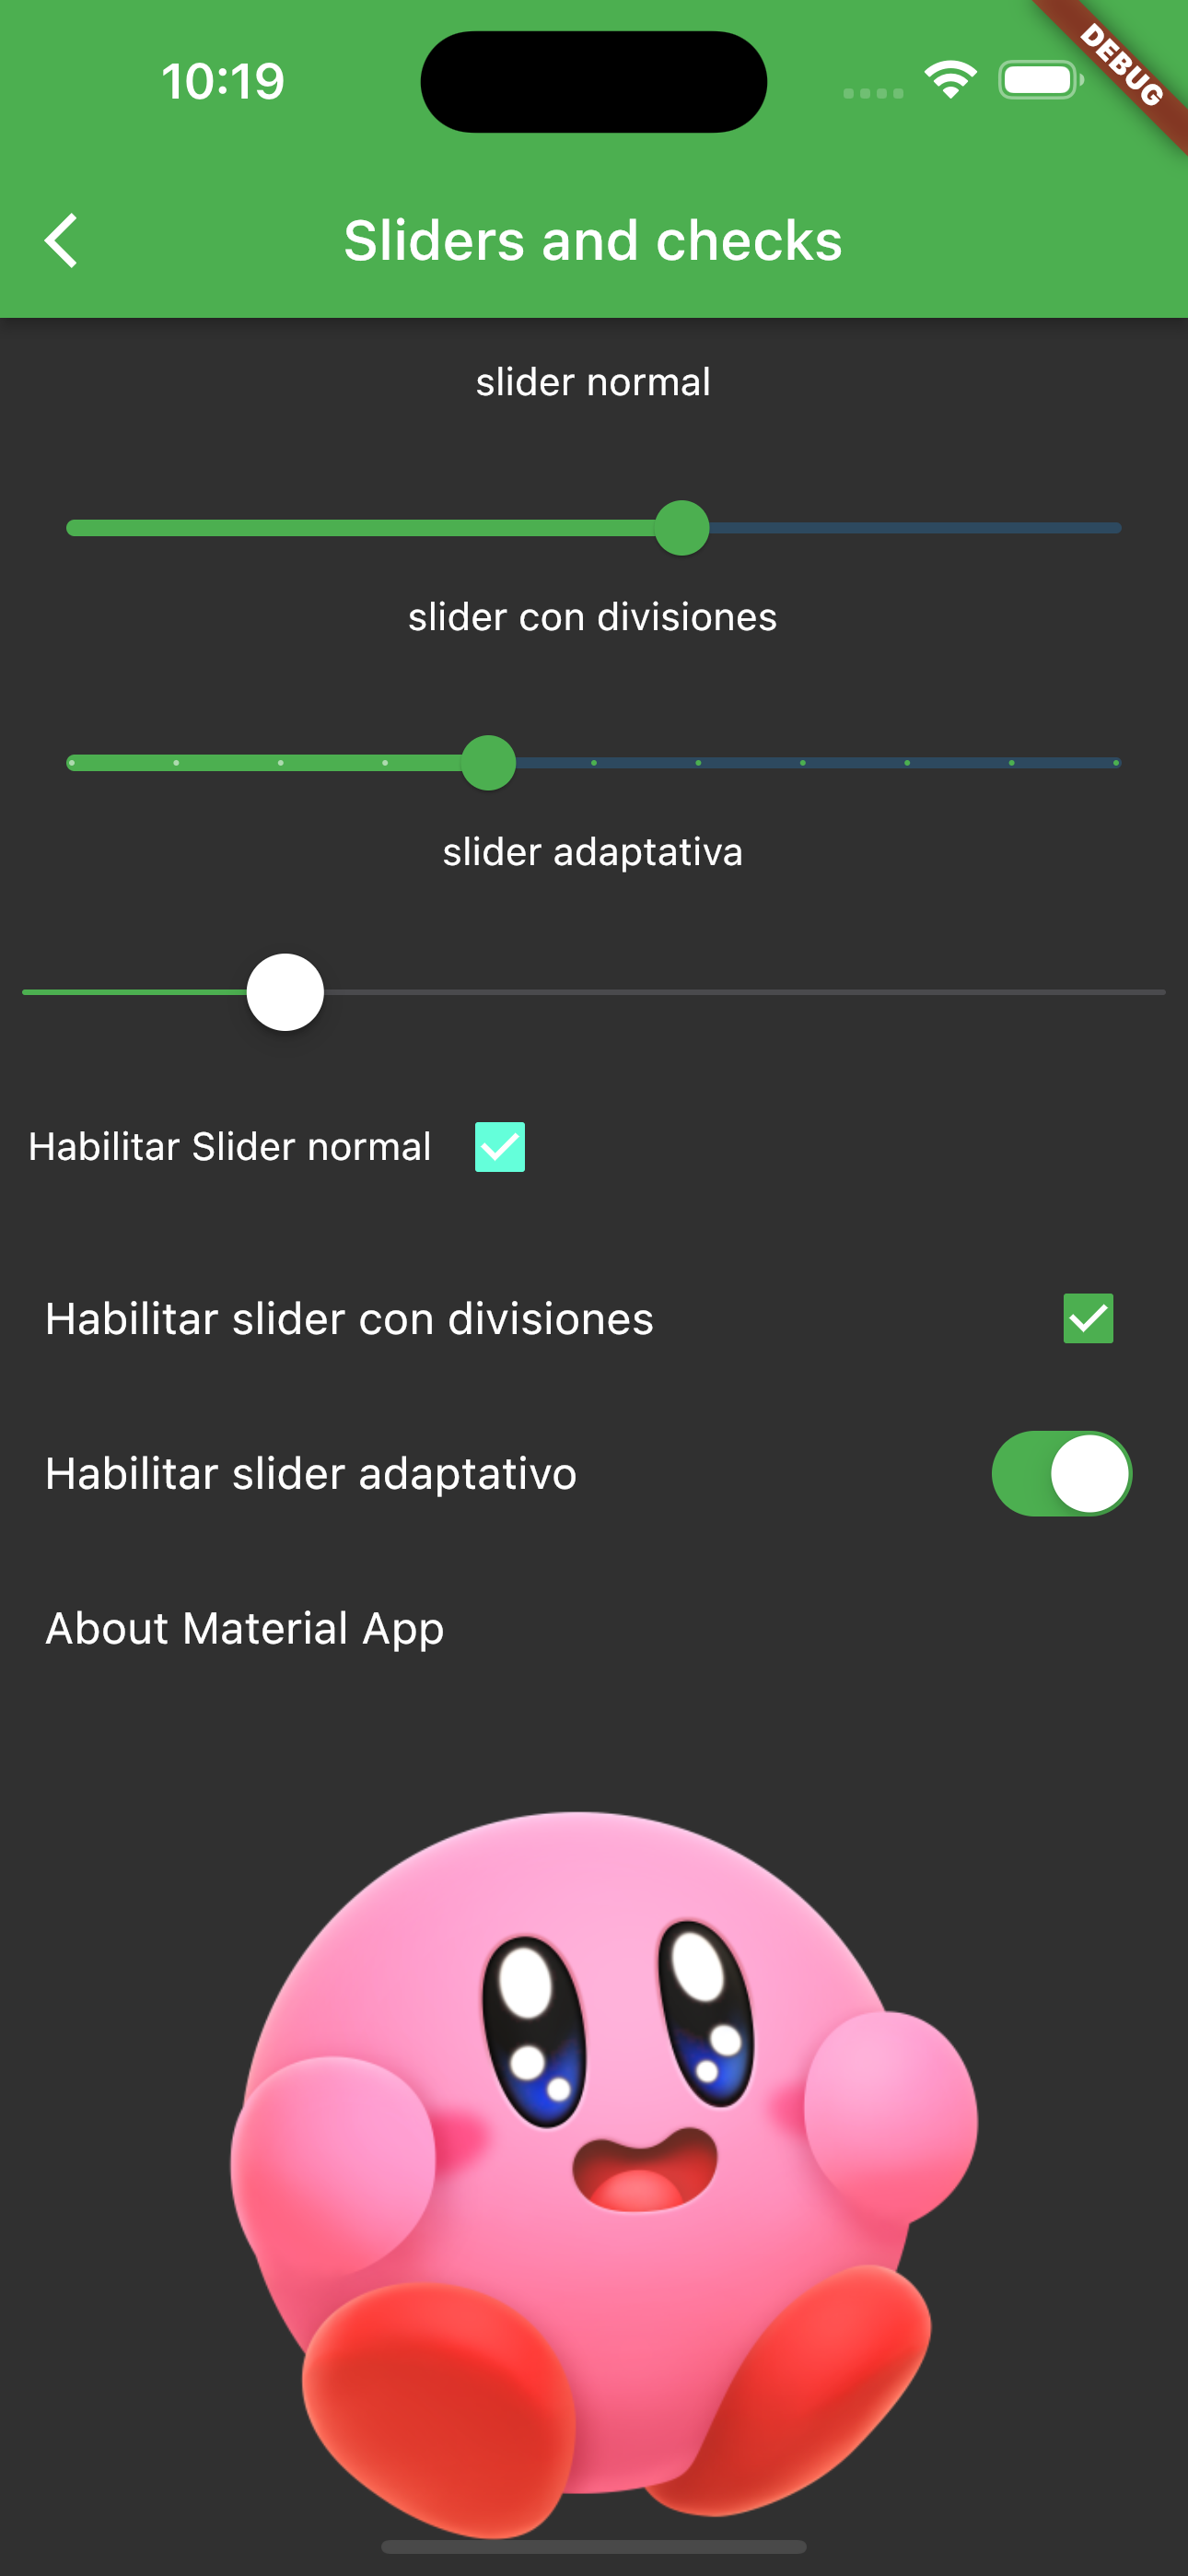 10:19
DEBUG
Sliders and checks
slider normal
slider con divisiones
slider adaptativa
Habilitar Slider normal
Habilitar slider con divisiones
Habilitar slider adaptativo
About Material App